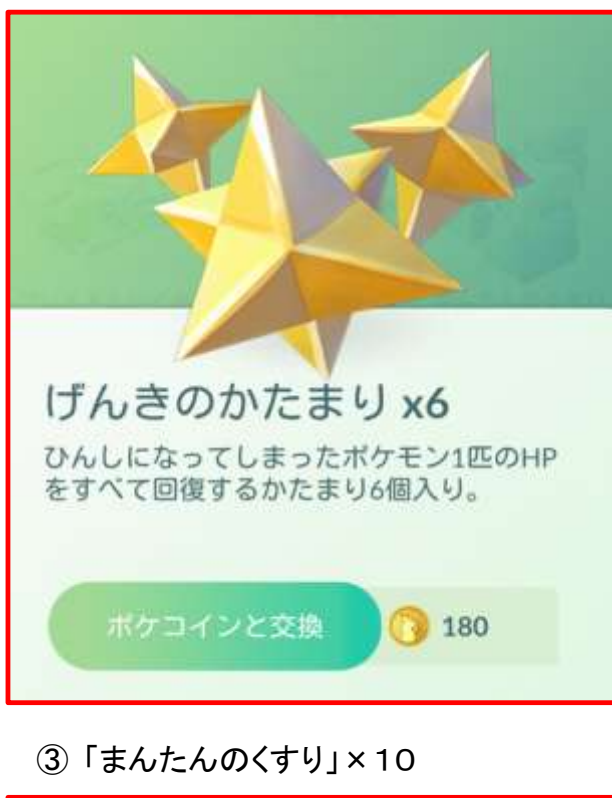 げんきのかたまり x6
ひんしになってしまったポケモン1匹のHP
をすべて回復するかたまり6個入り。
ポケコインと交換
180
③ 「まんたんのくすり」×10